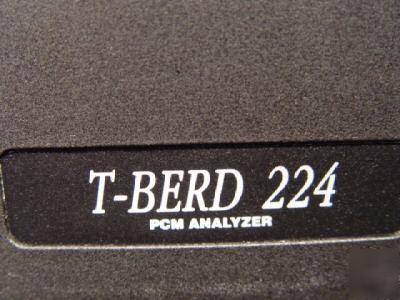 T-BERD 224
PCM ANALYZER